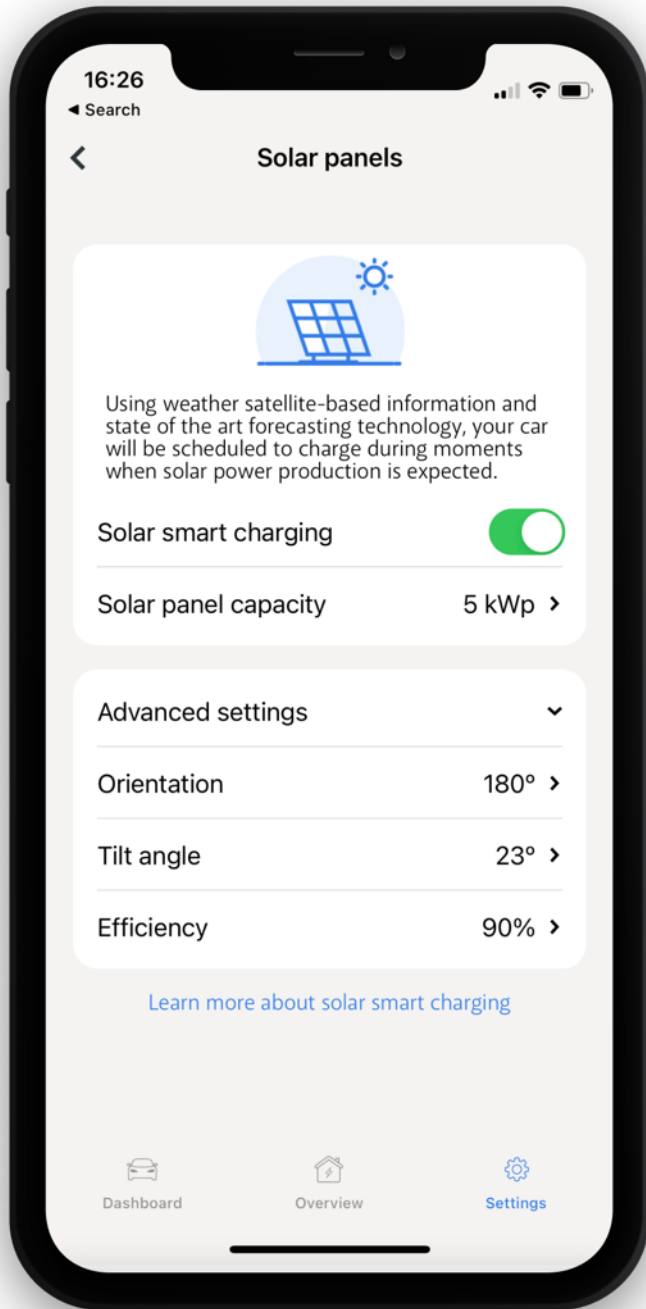 16:26
◀ Search
Solar panels
Using weather satellite-based information and
state of the art forecasting technology, your car
will be scheduled to charge during moments
when solar power production is expected.
Solar smart charging
Solar panel capacity 5 kWp >
Advanced settings
Orientation 180° >
Tilt angle 23° >
Efficiency 90% >
Learn more about solar smart charging
Dashboard Overview Settings